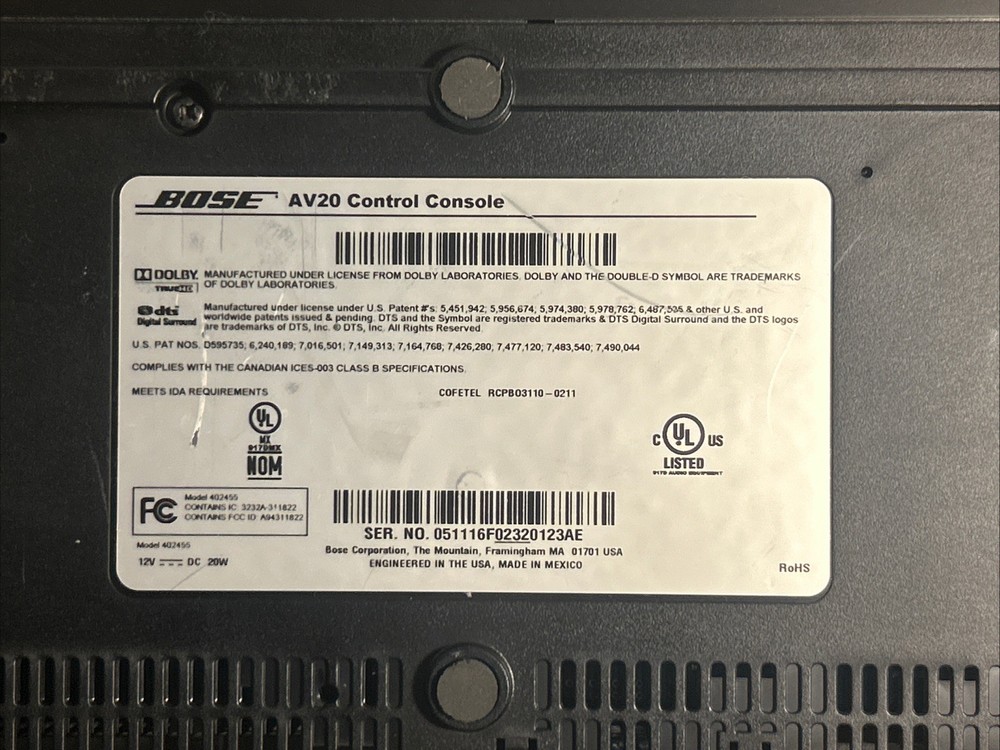 BOSE AV20 Control Console
DOLBY. MANUFACTURED UNDER LICENSE FROM DOLBY LABORATORIES. DOLBY AND THE DOUBLE-D SYMBOL ARE TRADEMARKS
TRUEHD OF DOLBY LABORATORIES.
dts Manufactured under license under U.S. Patent #'s: 5,451,942; 5,956,674; 5,974,380; 5,978,762; 6,487,535 & other U.S. and
Digital Surround worldwide patents issued & pending. DTS and the Symbol are registered trademarks & DTS Digital Surround and the DTS logos
are trademarks of DTS, Inc. © DTS, Inc. All Rights Reserved.
U.S. PAT NOS. D595735; 6,240,189; 7,016,501; 7,149,313; 7,164,768; 7,426,280; 7,477,120; 7,483,540; 7,490,044
COMPLIES WITH THE CANADIAN ICES-003 CLASS B SPECIFICATIONS.
MEETS IDA REQUIREMENTS
COFETEL RCPBO3110-0211
UL
MX
917DMX
NOM
C UL US
LISTED
917D AUDIO EQUIPMENT
FC
Model 402455
CONTAINS IC: 3232A-311822
CONTAINS FCC ID: A94311822
Model 402455
12V DC 20W
SER. NO. 051116F02320123AE
Bose Corporation, The Mountain, Framingham MA 01701 USA
ENGINEERED IN THE USA, MADE IN MEXICO
RoHS